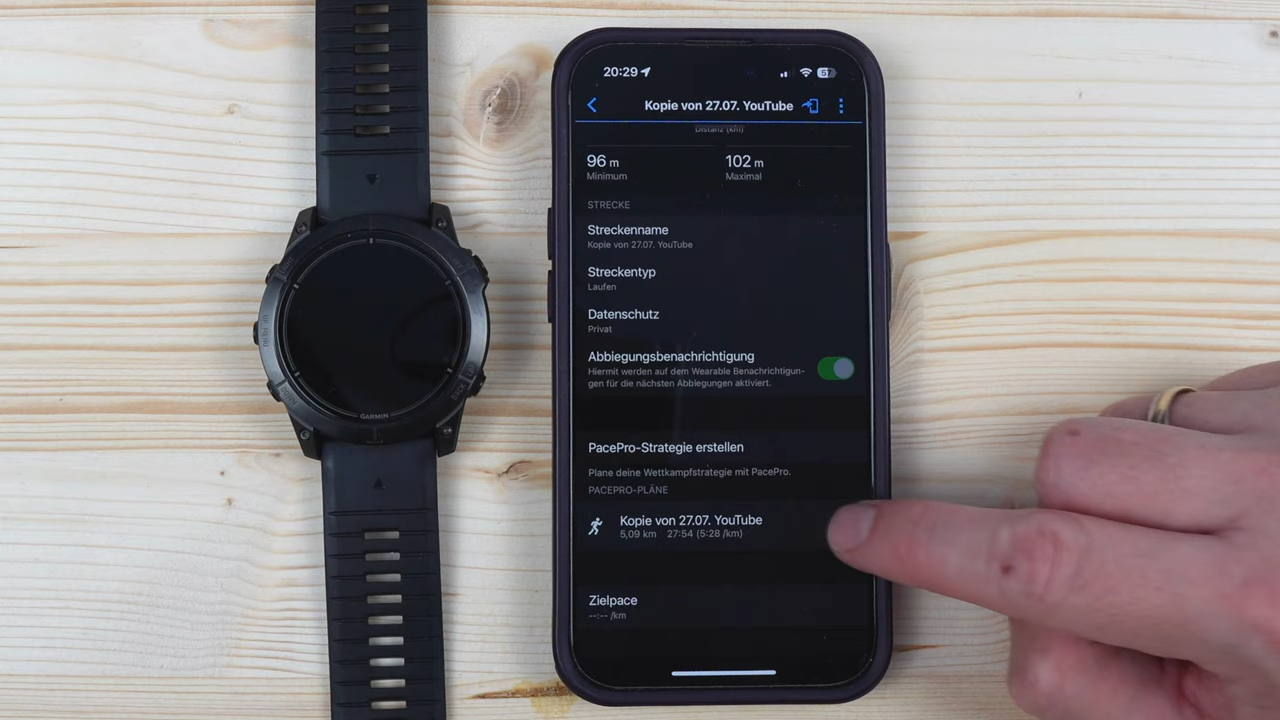 20:29
57
Kopie von 27.07. YouTube
Distanz (km)
96 m
102 m
Minimum
Maximal
STRECKE
Streckenname
Kopie von 27.07. YouTube
Streckentyp
Laufen
Datenschutz
Privat
Abbiegungsbenachrichtigung
Hiermit werden auf dem Wearable Benachrichtigun-
gen für die nächsten Abbiegungen aktiviert.
PacePro-Strategie erstellen
Plane deine Wettkampfstrategie mit PacePro.
PACEPRO-PLÄNE
Kopie von 27.07. YouTube
5,09 km 27:54 (5:28 /km)
Zielpace
--:-- /km
GARMIN